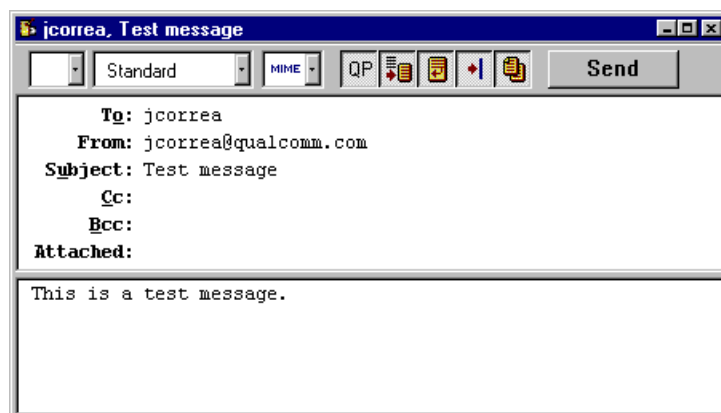 jcorrea, Test message
Standard MIME QP Send
To: jcorrea
From: jcorrea@qualcomm.com
Subject: Test message
Cc:
Bcc:
Attached:
This is a test message.